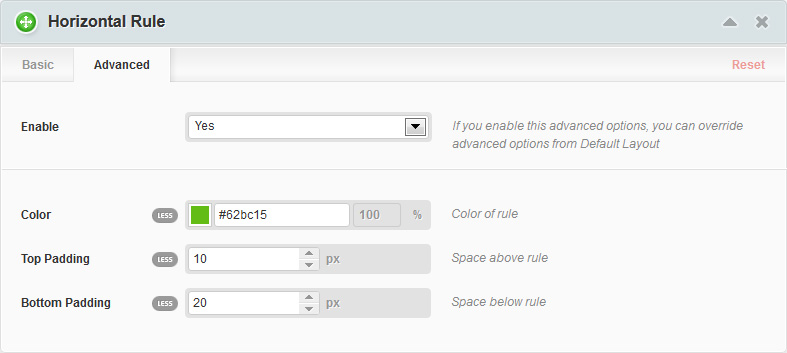 Horizontal Rule
Basic Advanced Reset
Enable Yes If you enable this advanced options, you can override
advanced options from Default Layout
Color LESS #62bc15 100 % Color of rule
Top Padding LESS 10 px Space above rule
Bottom Padding LESS 20 px Space below rule